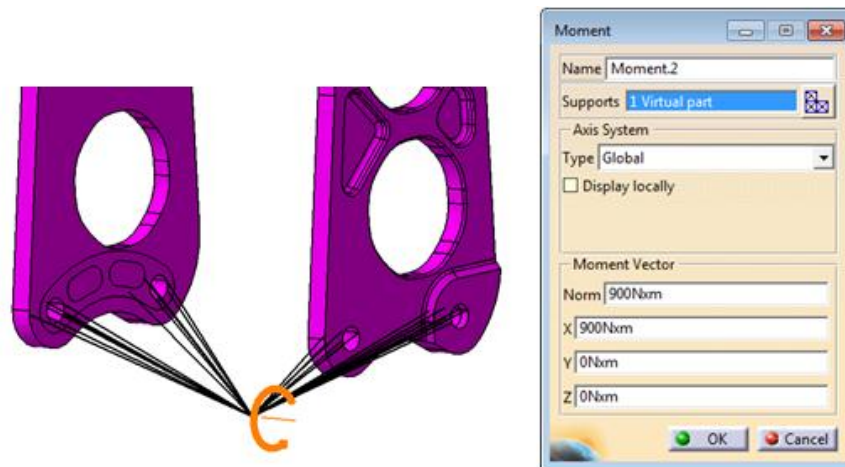 Moment
Name Moment.2
Supports 1 Virtual part
Axis System
Type Global
Display locally
Moment Vector
Norm 900Nxm
X 900Nxm
Y 0Nxm
Z 0Nxm
OK Cancel